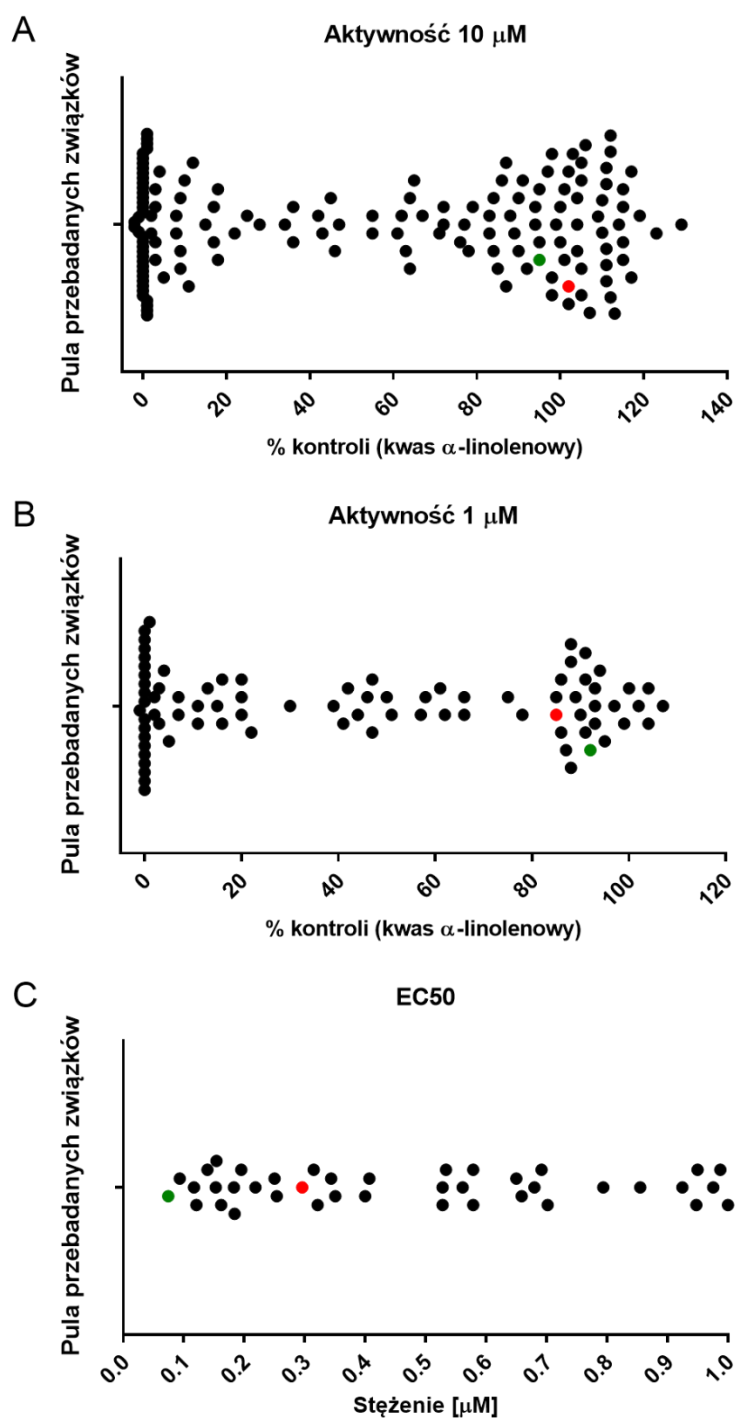 A
Aktywność 10 μM
Pula przebadanych związków
0 20 40 60 80 100 120 140
% kontroli (kwas α-linolenowy)
B
Aktywność 1 μM
Pula przebadanych związków
0 20 40 60 80 100 120
% kontroli (kwas α-linolenowy)
C
EC50
Pula przebadanych związków
0.0 0.1 0.2 0.3 0.4 0.5 0.6 0.7 0.8 0.9 1.0
Stężenie [μM]